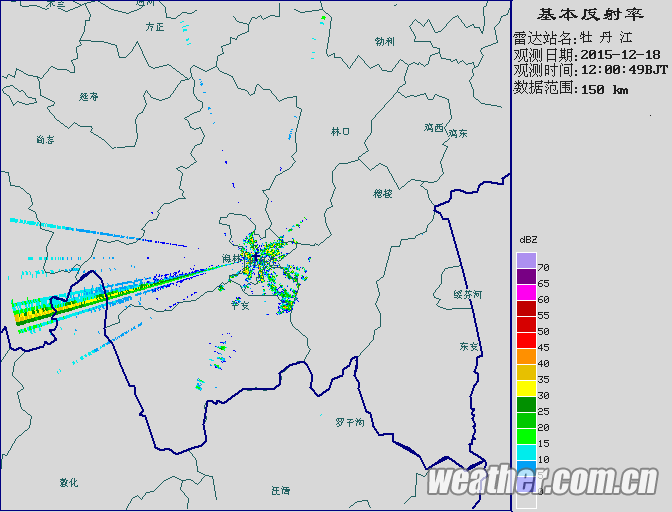 基本反射率
雷达站名:牡 丹 江
观测日期:2015-12-18
观测时间:12:00:49BJT
数据范围:150 km
方正
勃利
延寿
林口
鸡西
鸡东
尚志
穆棱
海林
宁安
绥芬河
东安
罗子沟
敦化
汪清
dBZ
70
65
60
55
50
45
40
35
30
25
20
15
10
5
0
weather.com.cn